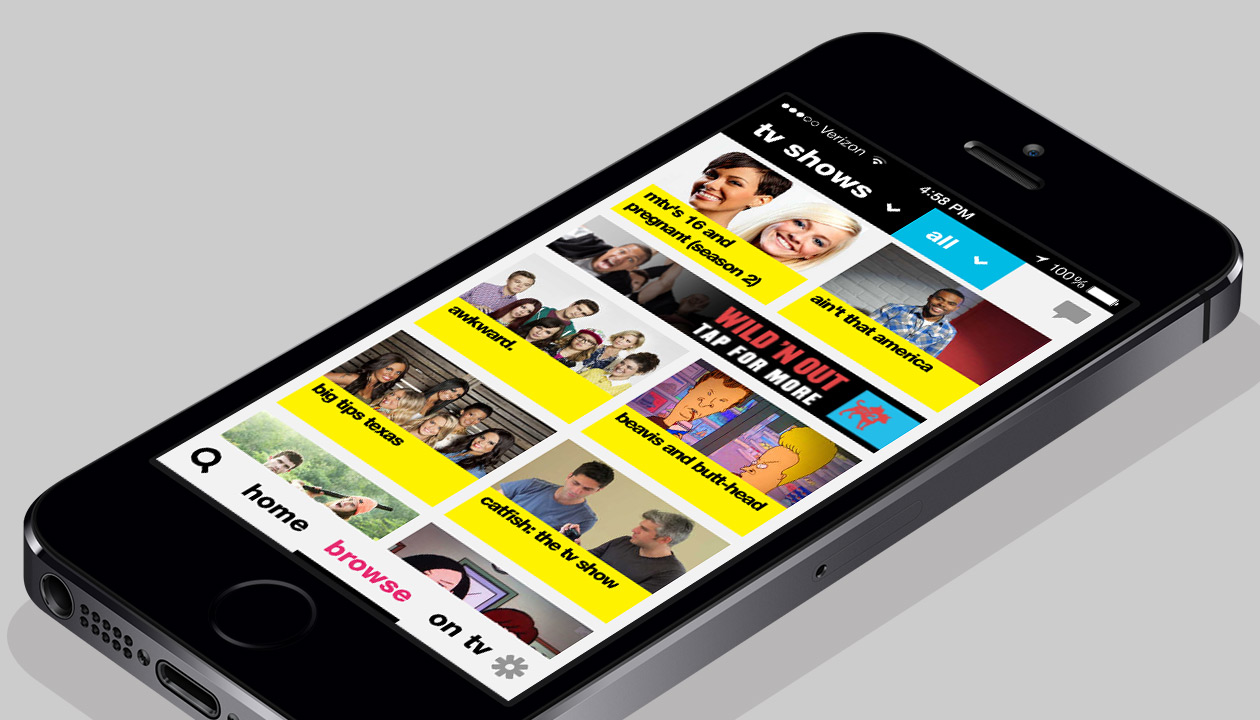 Verizon
4:58 PM
100%
tv shows
all
mtv's 16 and
pregnant (season 2)
ain't that america
WILD 'N OUT
TAP FOR MORE
awkward.
beavis and butt-head
big tips texas
catfish: the tv show
home
browse
on tv